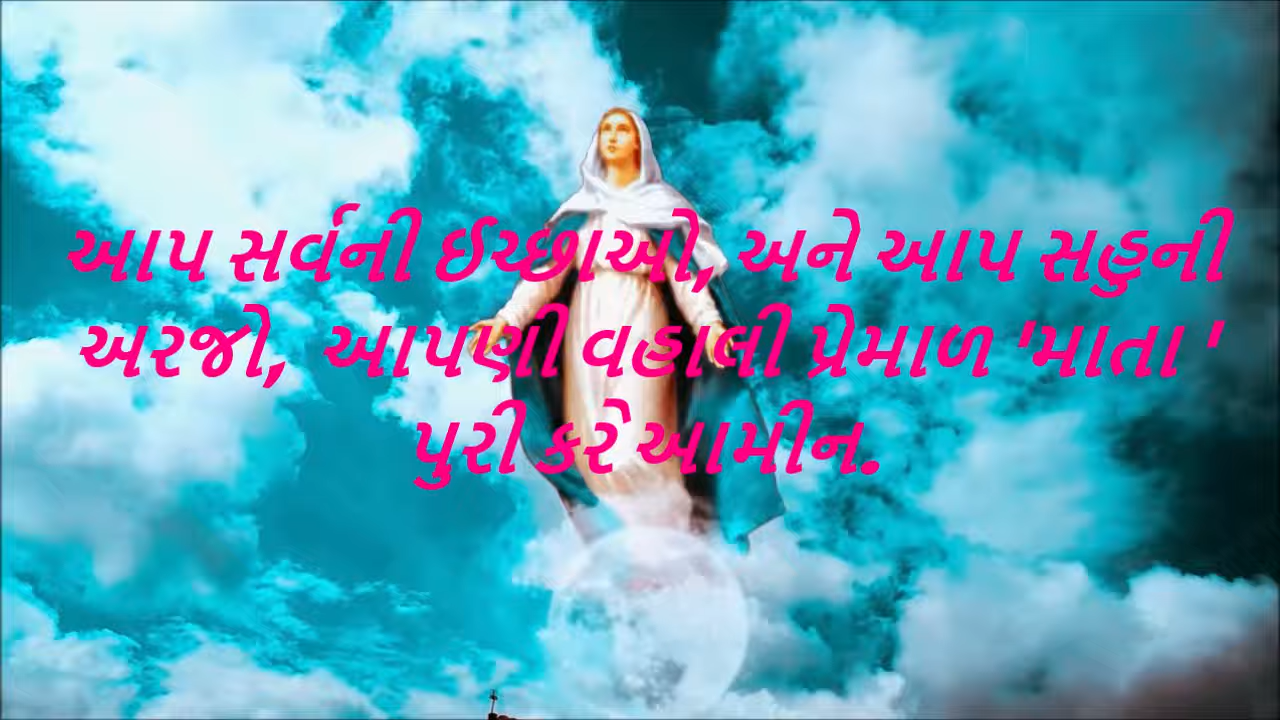 આપ સર્વની ઈચ્છાઓ, અને આપ સહુની
અરજો, આપણી વહાલી પ્રેમાળ 'માતા '
પુરી કરે આમીન.